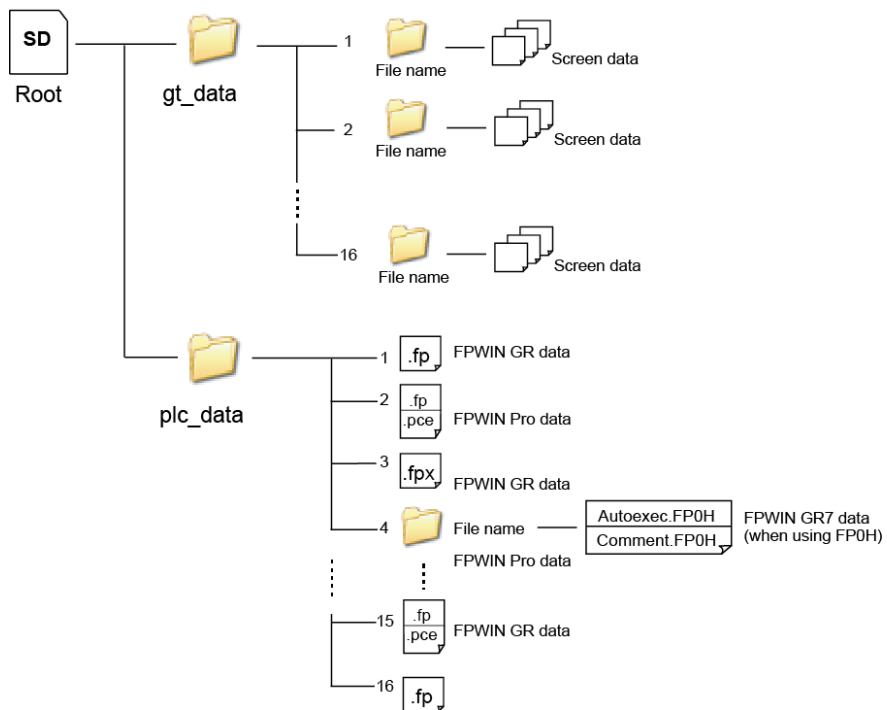 SD
Root
gt_data
1
File name
Screen data
2
File name
Screen data
16
File name
Screen data
plc_data
1
.fp
FPWIN GR data
2
.fp
.pce
FPWIN Pro data
3
.fpx
FPWIN GR data
4
File name
Autoexec.FP0H
Comment.FP0H
FPWIN GR7 data
(when using FP0H)
FPWIN Pro data
15
.fp
.pce
FPWIN GR data
16
.fp